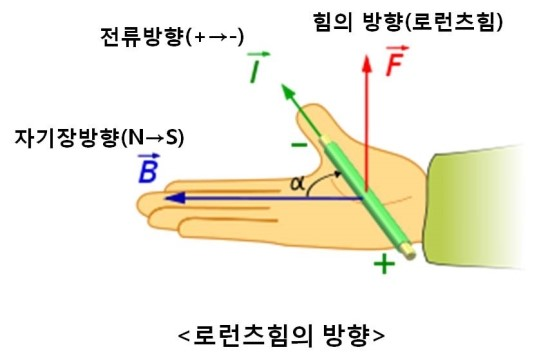 힘의 방향(로런츠힘)
전류방향(+→-)
I
F
자기장방향(N→S)
B
α
−
+
<로런츠힘의 방향>